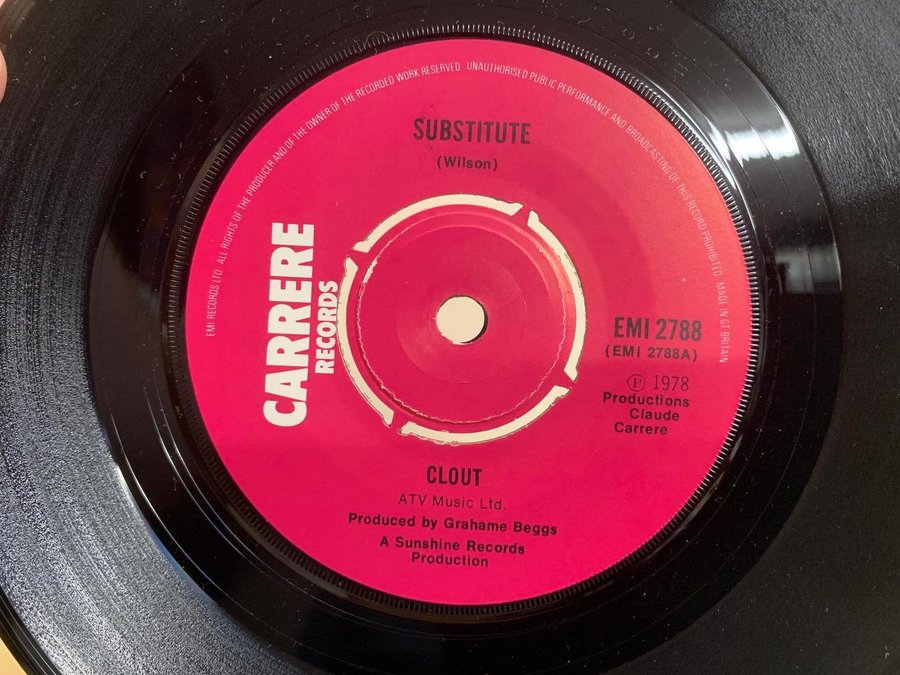 EMI RECORDS LTD. ALL RIGHTS OF THE PRODUCER AND OF THE OWNER OF THE RECORDED WORK RESERVED · UNAUTHORISED PUBLIC PERFORMANCE AND BROADCASTING OF THIS RECORD PROHIBITED · MADE IN GT BRITAIN
SUBSTITUTE
(Wilson)
CARRERE
RECORDS
EMI 2788
(EMI 2788A)
℗ 1978
Productions
Claude
Carrere
CLOUT
ATV Music Ltd.
Produced by Grahame Beggs
A Sunshine Records
Production